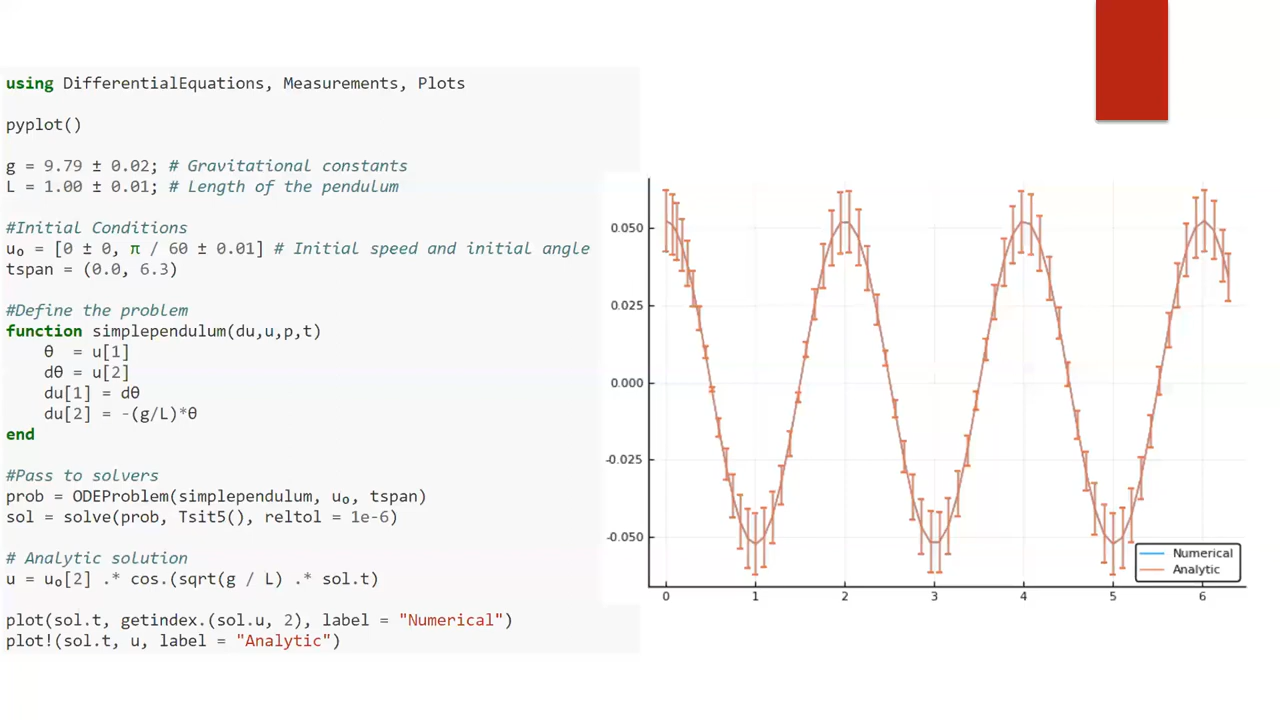 using DifferentialEquations, Measurements, Plots
pyplot()
g = 9.79 ± 0.02; # Gravitational constants
L = 1.00 ± 0.01; # Length of the pendulum
#Initial Conditions
u₀ = [0 ± 0, π / 60 ± 0.01] # Initial speed and initial angle
tspan = (0.0, 6.3)
#Define the problem
function simplependulum(du,u,p,t)
    θ  = u[1]
    dθ = u[2]
    du[1] = dθ
    du[2] = -(g/L)*θ
end
#Pass to solvers
prob = ODEProblem(simplependulum, u₀, tspan)
sol = solve(prob, Tsit5(), reltol = 1e-6)
# Analytic solution
u = u₀[2] .* cos.(sqrt(g / L) .* sol.t)
plot(sol.t, getindex.(sol.u, 2), label = "Numerical")
plot!(sol.t, u, label = "Analytic")
0.050
0.025
0.000
-0.025
-0.050
0 1 2 3 4 5 6
Numerical
Analytic